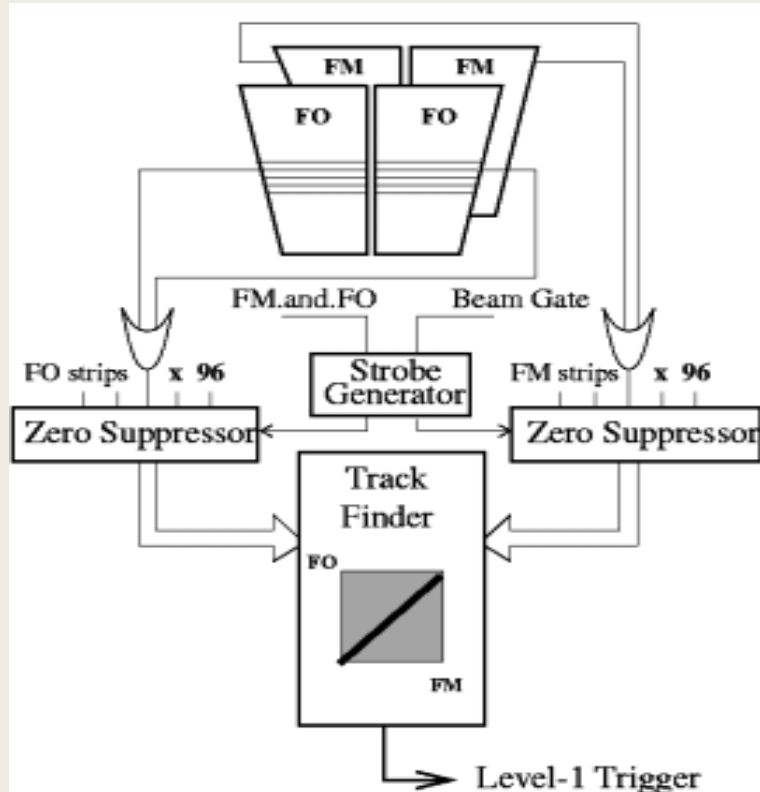 FM FM
FO FO
FM.and.FO Beam Gate
FO strips x 96 Strobe Generator FM strips x 96
Zero Suppressor Zero Suppressor
Track
Finder
FO
FM
Level-1 Trigger